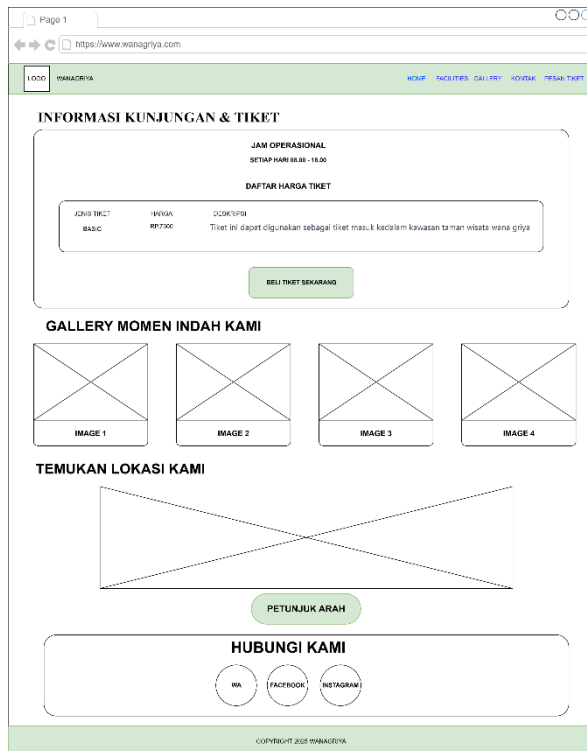 Page 1
https://www.wanagriya.com
LOGO WANAGRIYA HOME FACILITIES GALLERY KONTAK PESAN TIKET
INFORMASI KUNJUNGAN & TIKET
JAM OPERASIONAL
SETIAP HARI 08.00 - 18.00
DAFTAR HARGA TIKET
JENIS TIKET HARGA DESKRIPSI
BASIC RP.7000 Tiket ini dapat digunakan sebagai tiket masuk kedalam kawasan taman wisata wana griya
BELI TIKET SEKARANG
GALLERY MOMEN INDAH KAMI
IMAGE 1 IMAGE 2 IMAGE 3 IMAGE 4
TEMUKAN LOKASI KAMI
PETUNJUK ARAH
HUBUNGI KAMI
WA FACEBOOK INSTAGRAM
COPYRIGHT 2025 WANAGRIYA